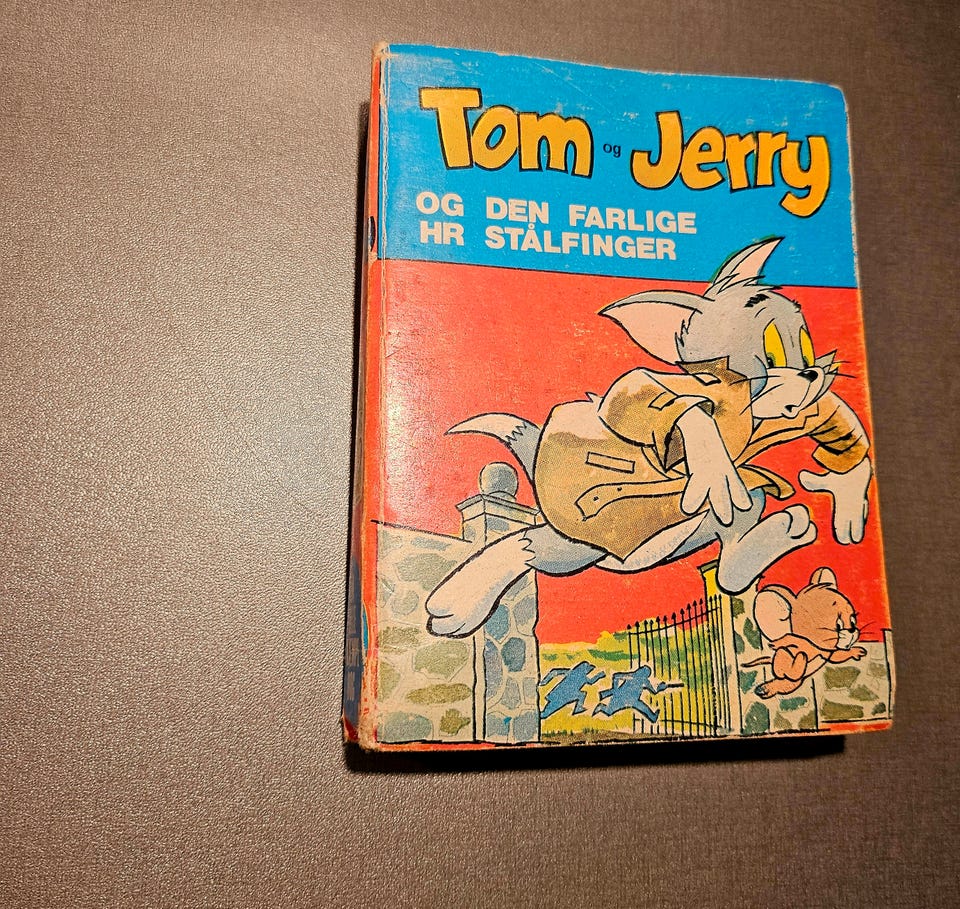 Tom og Jerry
OG DEN FARLIGE
HR STÅLFINGER